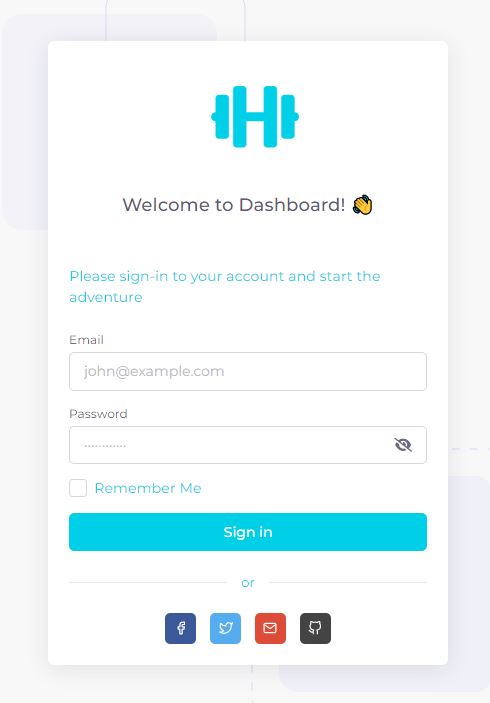 Welcome to Dashboard! 👋
Please sign-in to your account and start the
adventure
Email
john@example.com
Password
············
Remember Me
Sign in
or